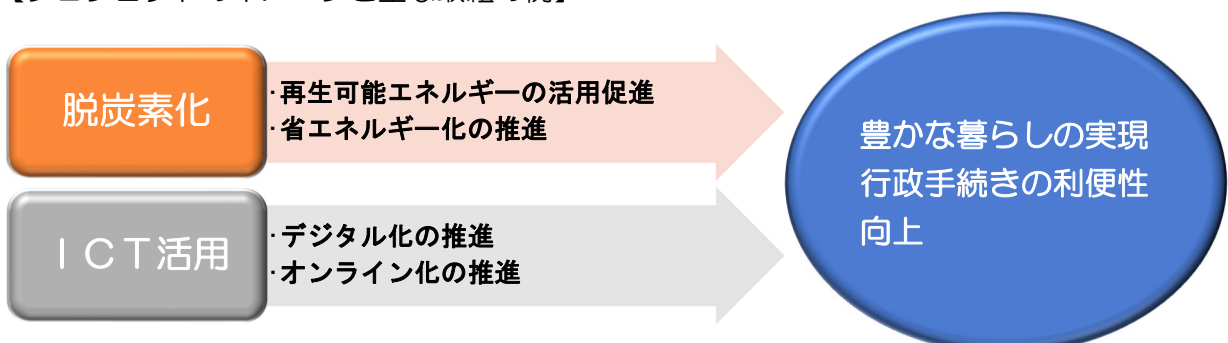 脱炭素化
・再生可能エネルギーの活用促進
・省エネルギー化の推進
ICT活用
・デジタル化の推進
・オンライン化の推進
豊かな暮らしの実現
行政手続きの利便性
向上